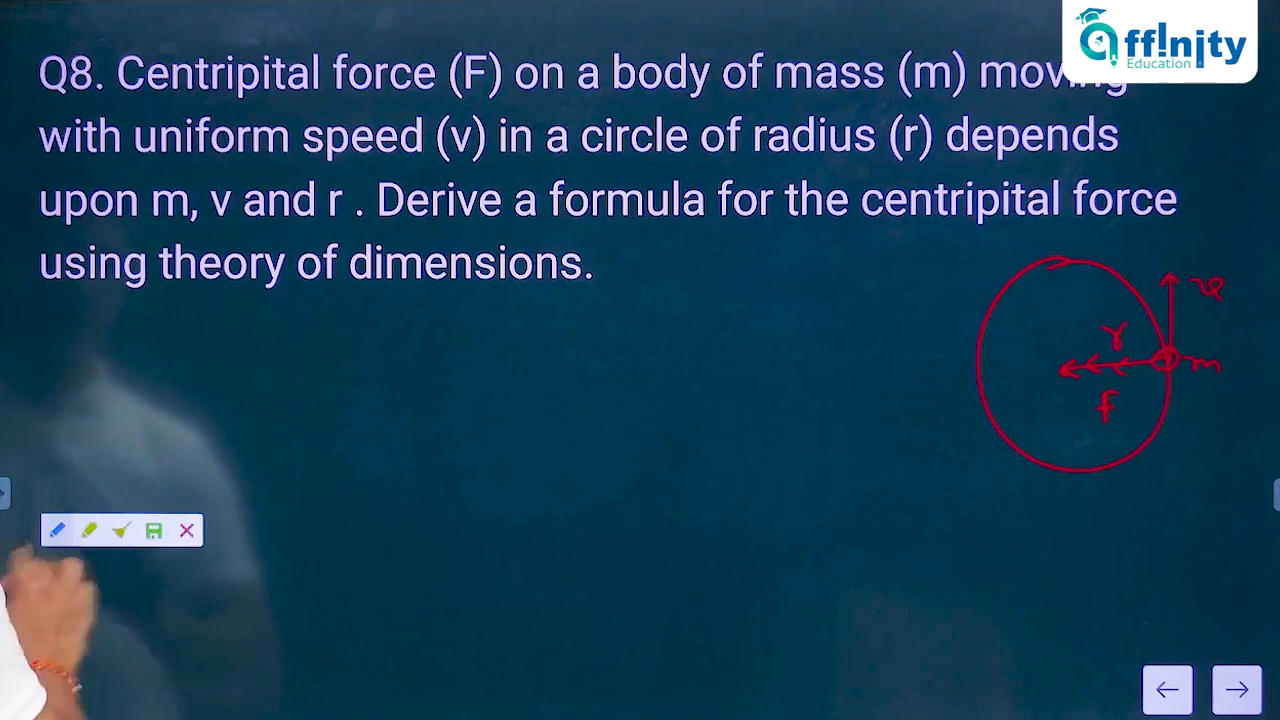 Affinity
Education
Q8. Centripital force (F) on a body of mass (m) moving
with uniform speed (v) in a circle of radius (r) depends
upon m, v and r . Derive a formula for the centripital force
using theory of dimensions.
v
r
m
f